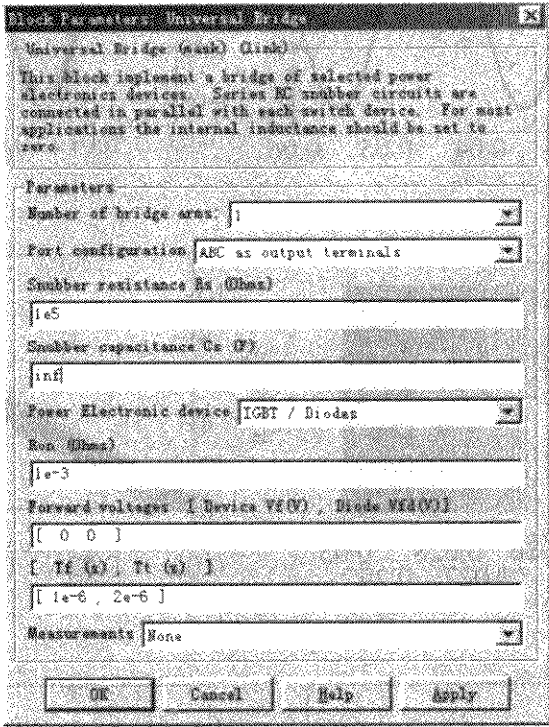 Block Parameters: Universal Bridge
Universal Bridge (mask) (link)
This block implement a bridge of selected power
electronics devices. Series RC snubber circuits are
connected in parallel with each switch device. For most
applications the internal inductance should be set to
zero
Parameters
Number of bridge arms: 1
Port configuration ABC as output terminals
Snubber resistance Rs (Ohms)
1e5
Snubber capacitance Cs (F)
inf
Power Electronic device IGBT / Diodes
Ron (Ohms)
1e-3
Forward voltages [ Device Vf(V) , Diode Vfd(V)]
[ 0 0 ]
[ Tf (s) , Tt (s) ]
[ 1e-6 , 2e-6 ]
Measurements None
OK Cancel Help Apply